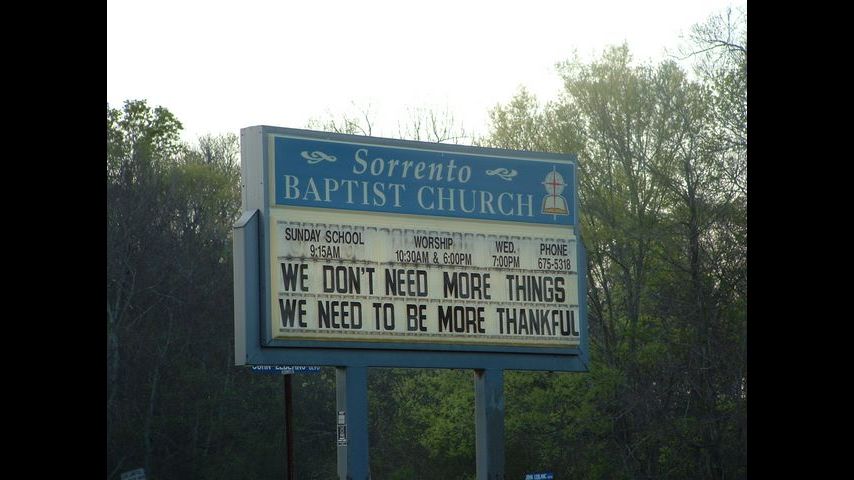 Sorrento
BAPTIST CHURCH
SUNDAY SCHOOL WORSHIP WED. PHONE
9:15AM 10:30AM & 6:00PM 7:00PM 675-5318
WE DON'T NEED MORE THINGS
WE NEED TO BE MORE THANKFUL